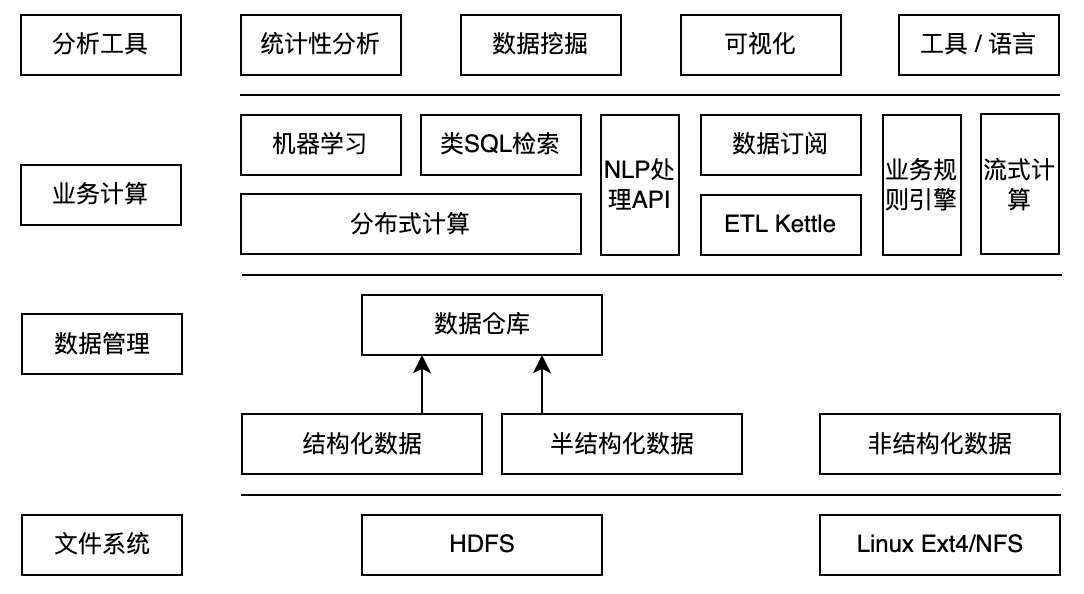 分析工具
统计性分析
数据挖掘
可视化
工具 / 语言
业务计算
机器学习
类SQL检索
分布式计算
NLP处
理API
数据订阅
ETL Kettle
业务规
则引擎
流式计
算
数据管理
数据仓库
结构化数据
半结构化数据
非结构化数据
文件系统
HDFS
Linux Ext4/NFS